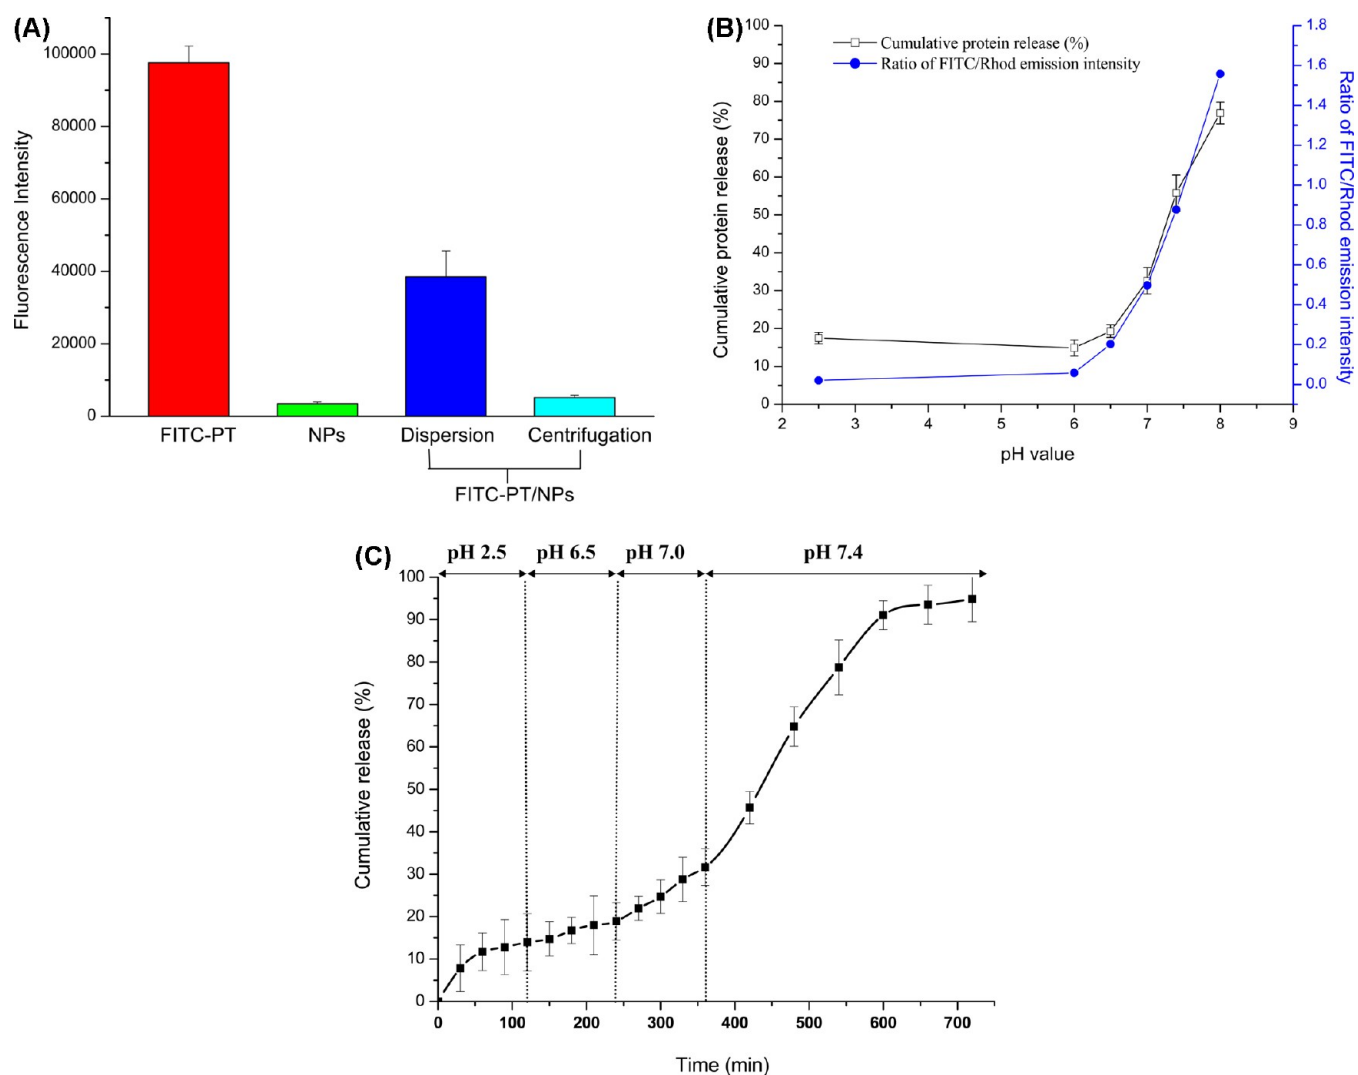 (A)
Fluorescence Intensity
100000
80000
60000
40000
20000
0
FITC-PT
NPs
Dispersion
Centrifugation
FITC-PT/NPs
(B)
Cumulative protein release (%)
Ratio of FITC/Rhod emission intensity
Cumulative protein release (%)
100
90
80
70
60
50
40
30
20
10
0
1.8
1.6
1.4
1.2
1.0
0.8
0.6
0.4
0.2
0.0
Ratio of FITC/Rhod emission intensity
2 3 4 5 6 7 8 9
pH value
(C)
pH 2.5 pH 6.5 pH 7.0 pH 7.4
Cumulative release (%)
100
90
80
70
60
50
40
30
20
10
0
0 100 200 300 400 500 600 700
Time (min)